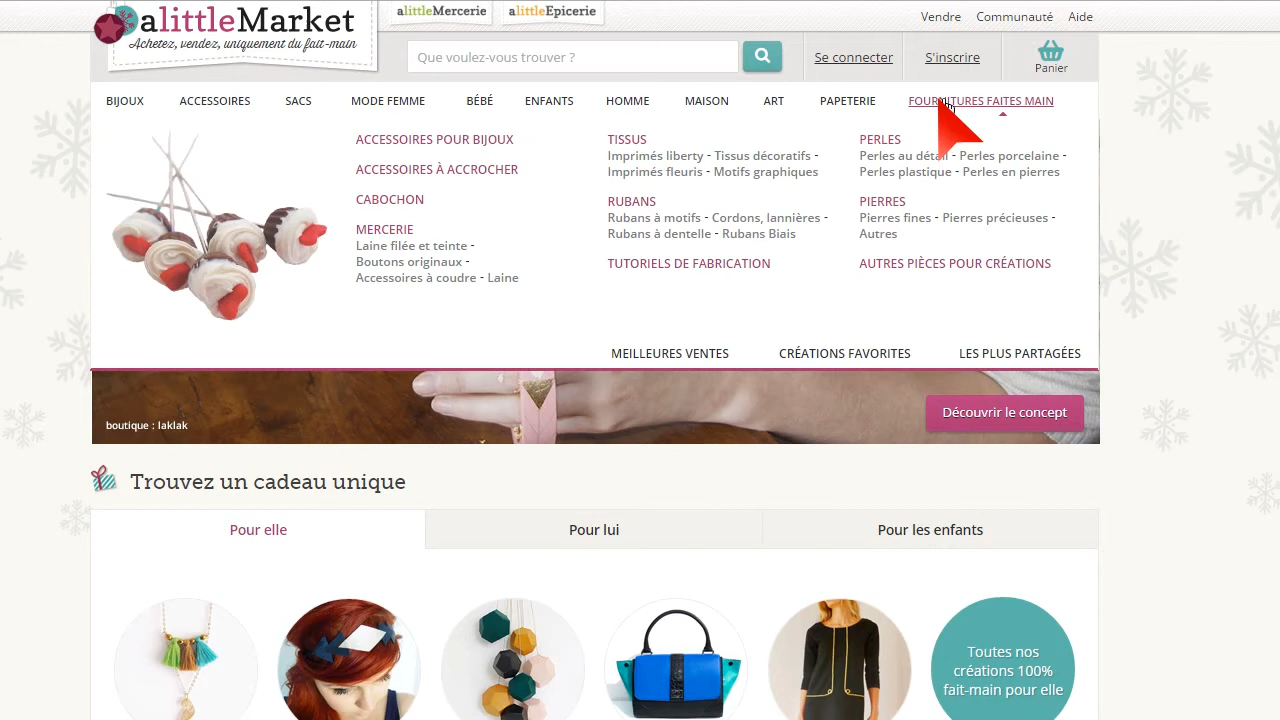 alittleMarket
Achetez, vendez, uniquement du fait-main
alittleMercerie
alittleEpicerie
Vendre Communauté Aide
Que voulez-vous trouver ?
Se connecter
S'inscrire
Panier
BIJOUX ACCESSOIRES SACS MODE FEMME BÉBÉ ENFANTS HOMME MAISON ART PAPETERIE FOURNITURES FAITES MAIN
ACCESSOIRES POUR BIJOUX
ACCESSOIRES À ACCROCHER
CABOCHON
MERCERIE
Laine filée et teinte -
Boutons originaux -
Accessoires à coudre - Laine
TISSUS
Imprimés liberty - Tissus décoratifs -
Imprimés fleuris - Motifs graphiques
RUBANS
Rubans à motifs - Cordons, lannières -
Rubans à dentelle - Rubans Biais
TUTORIELS DE FABRICATION
PERLES
Perles au détail - Perles porcelaine -
Perles plastique - Perles en pierres
PIERRES
Pierres fines - Pierres précieuses -
Autres
AUTRES PIÈCES POUR CRÉATIONS
MEILLEURES VENTES CRÉATIONS FAVORITES LES PLUS PARTAGÉES
boutique : laklak
Découvrir le concept
Trouvez un cadeau unique
Pour elle Pour lui Pour les enfants
Toutes nos
créations 100%
fait-main pour elle